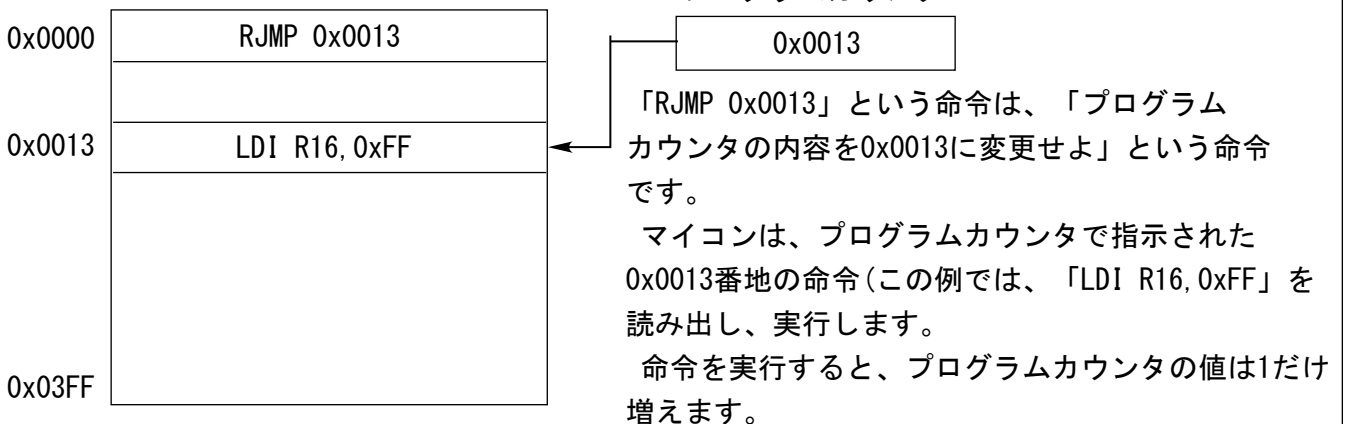 0x0000
RJMP 0x0013
0x0013
LDI R16,0xFF
0x03FF
0x0013
「RJMP 0x0013」という命令は、「プログラム
カウンタの内容を0x0013に変更せよ」という命令
です。
マイコンは、プログラムカウンタで指示された
0x0013番地の命令(この例では、「LDI R16,0xFF」を
読み出し、実行します。
命令を実行すると、プログラムカウンタの値は1だけ
増えます。